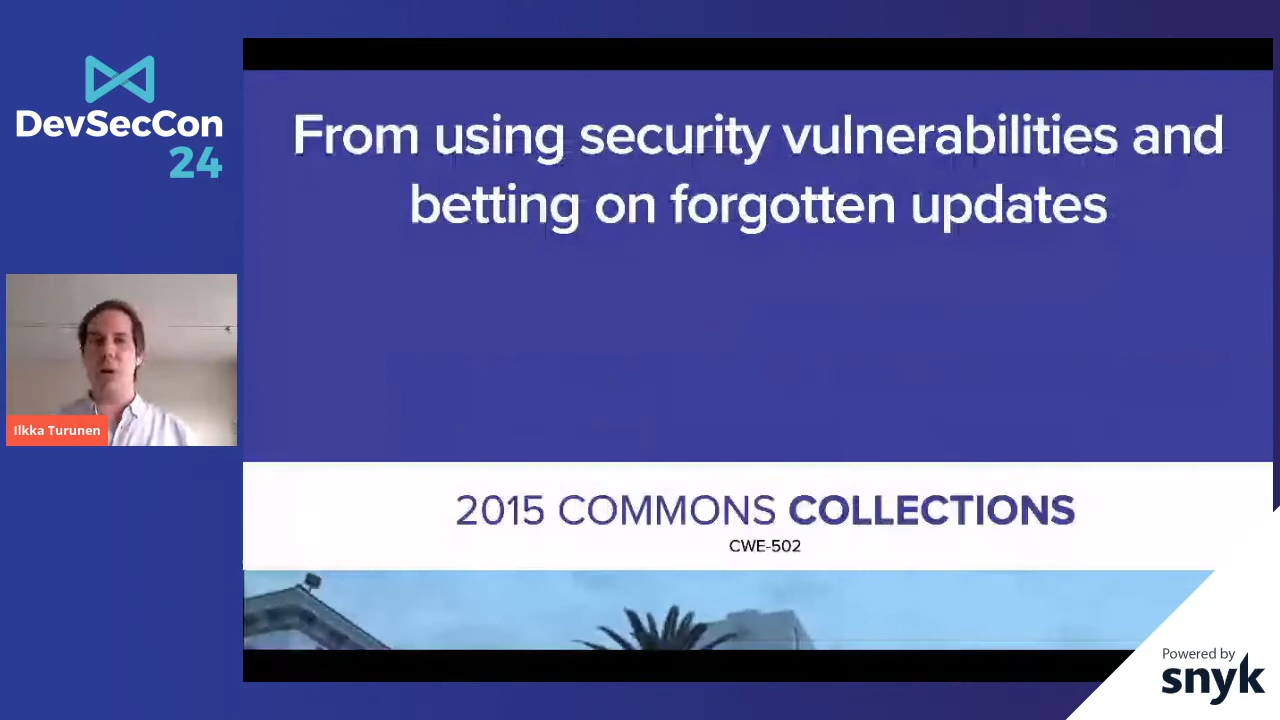 DevSecCon
24
From using security vulnerabilities and
betting on forgotten updates
Ilkka Turunen
2015 COMMONS COLLECTIONS
CWE-502
Powered by
snyk